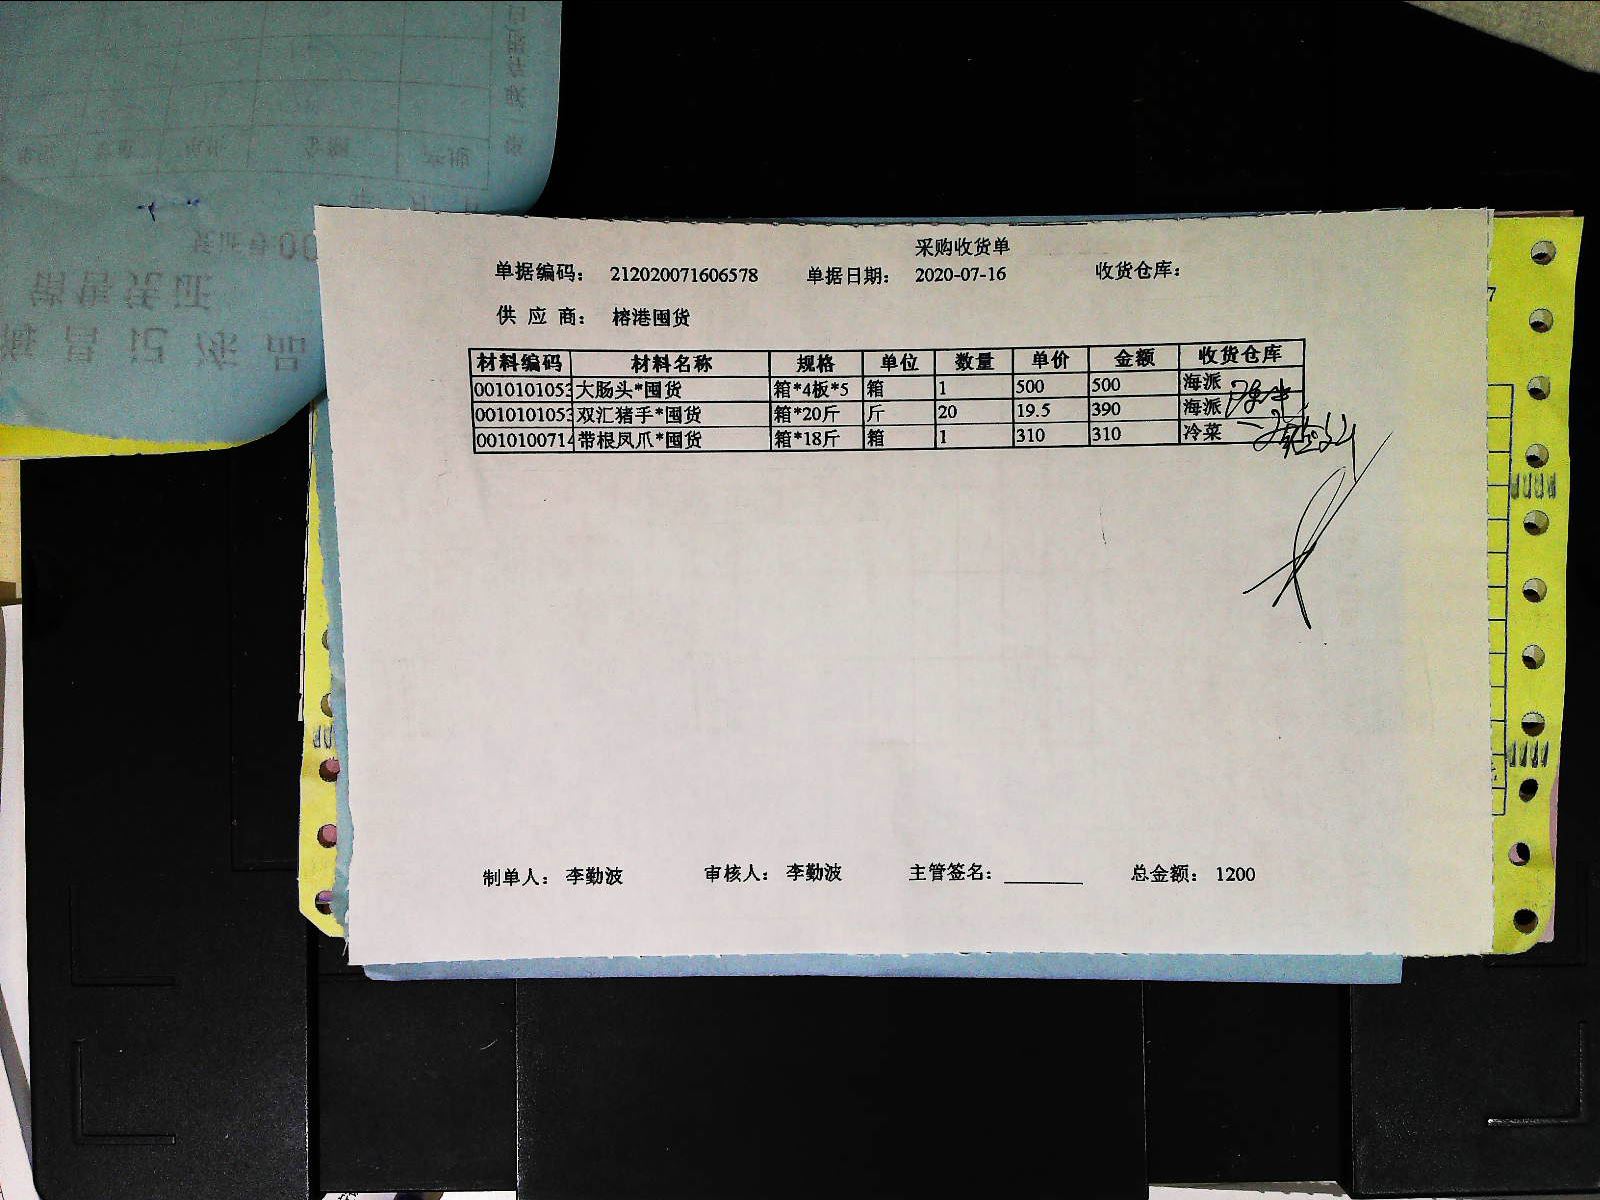 采购收货单
单据编码： 212020071606578 单据日期： 2020-07-16 收货仓库：
供 应 商： 榕港囤货
材料编码 材料名称 规格 单位 数量 单价 金额 收货仓库
0010101053 大肠头*囤货 箱*4板*5 箱 1 500 500 海派
0010101053 双汇猪手*囤货 箱*20斤 斤 20 19.5 390 海派
0010100714 带根凤爪*囤货 箱*18斤 箱 1 310 310 冷菜
制单人： 李勤波 审核人： 李勤波 主管签名：________ 总金额： 1200